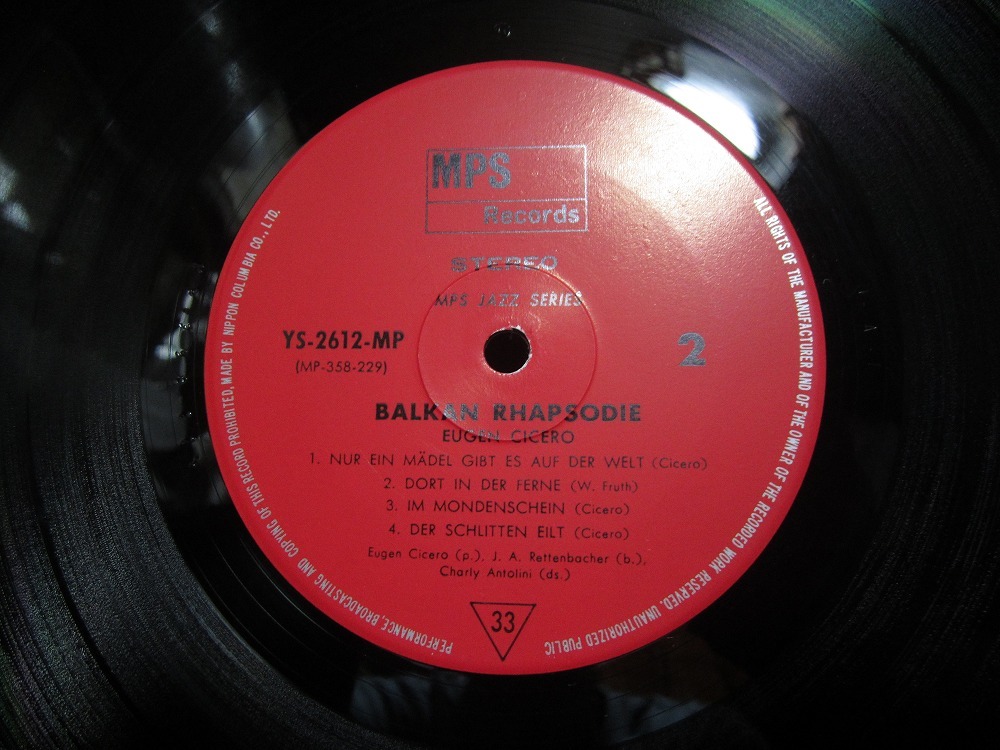 MPS
Records
STEREO
MPS JAZZ SERIES
YS-2612-MP
(MP-358-229)
2
BALKAN RHAPSODIE
EUGEN CICERO
1. NUR EIN MÄDEL GIBT ES AUF DER WELT (Cicero)
2. DORT IN DER FERNE (W. Fruth)
3. IM MONDENSCHEIN (Cicero)
4. DER SCHLITTEN EILT (Cicero)
Eugen Cicero (p.), J. A. Rettenbacher (b.),
Charly Antolini (ds.)
33
ALL RIGHTS OF THE MANUFACTURER AND OF THE OWNER OF THE RECORDED WORK RESERVED. UNAUTHORIZED PUBLIC
PERFORMANCE, BROADCASTING AND COPYING OF THIS RECORD PROHIBITED, MADE BY NIPPON COLUMBIA CO., LTD.